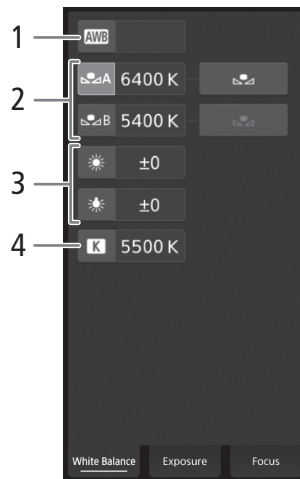 1
AWB
2
A 6400 K
B 5400 K
3
±0
±0
4
K 5500 K
White Balance Exposure Focus